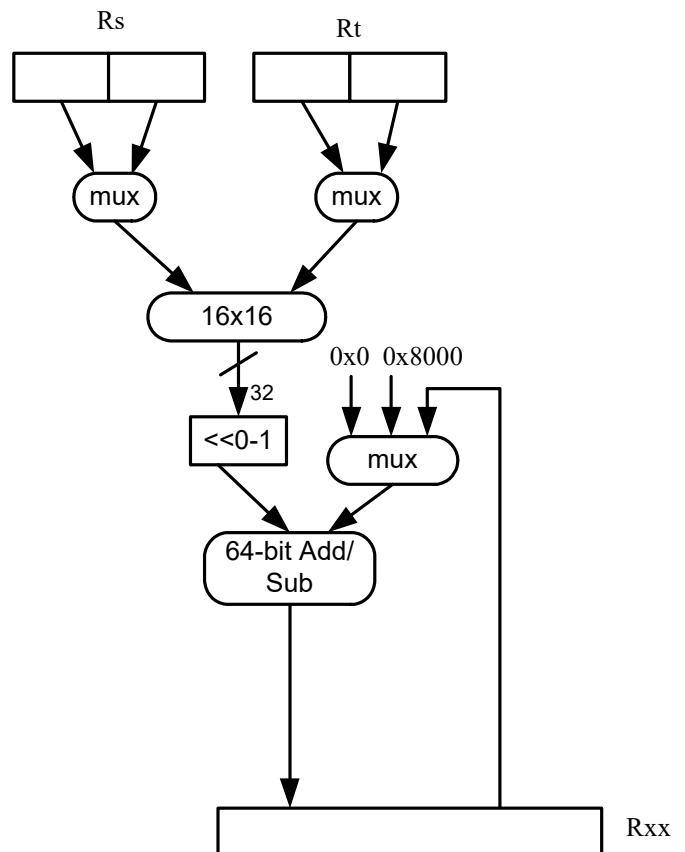 Rs
Rt
mux
mux
16x16
0x0 0x8000
32
<<0-1
mux
64-bit Add/
Sub
Rxx